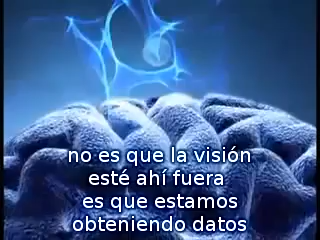 no es que la visión
esté ahí fuera
es que estamos
obteniendo datos